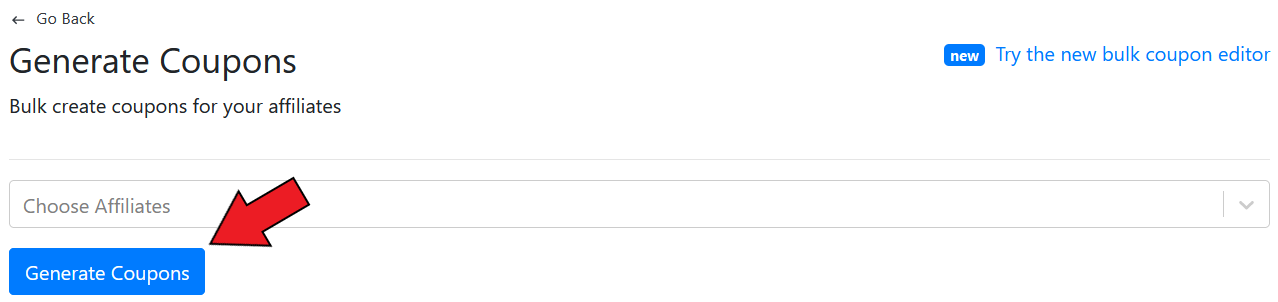 ← Go Back
Generate Coupons
new Try the new bulk coupon editor
Bulk create coupons for your affiliates
Choose Affiliates
Generate Coupons